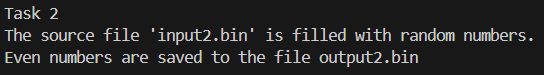 Task 2
The source file 'input2.bin' is filled with random numbers.
Even numbers are saved to the file output2.bin